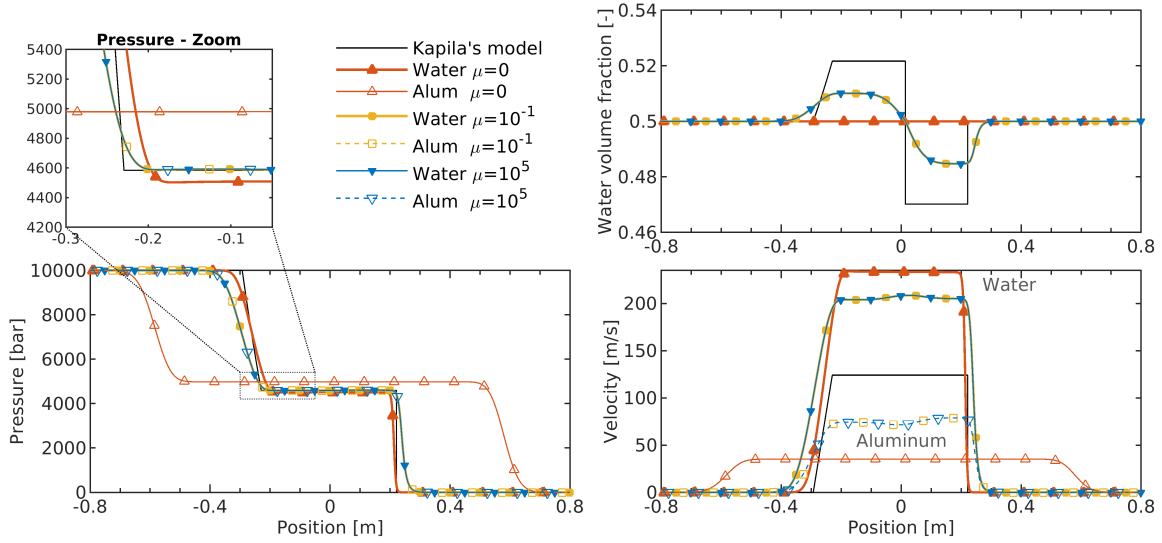 Pressure - Zoom
5400
5200
5000
4800
4600
4400
4200
-0.3
-0.2
-0.1
Kapila's model
Water μ=0
Alum μ=0
Water μ=10⁻¹
Alum μ=10⁻¹
Water μ=10⁵
Alum μ=10⁵
Water volume fraction [-]
0.54
0.52
0.5
0.48
0.46
-0.8
-0.4
0
0.4
0.8
Pressure [bar]
10000
8000
6000
4000
2000
0
-0.8
-0.4
0
0.4
0.8
Position [m]
Velocity [m/s]
200
150
100
50
0
Water
Aluminum
-0.8
-0.4
0
0.4
0.8
Position [m]